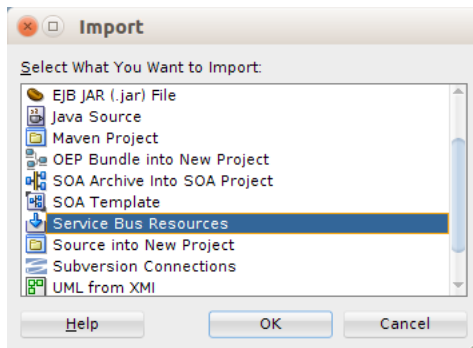 Import
Select What You Want to Import:
EJB JAR (.jar) File
Java Source
Maven Project
OEP Bundle into New Project
SOA Archive Into SOA Project
SOA Template
Service Bus Resources
Source into New Project
Subversion Connections
UML from XMI
Help OK Cancel